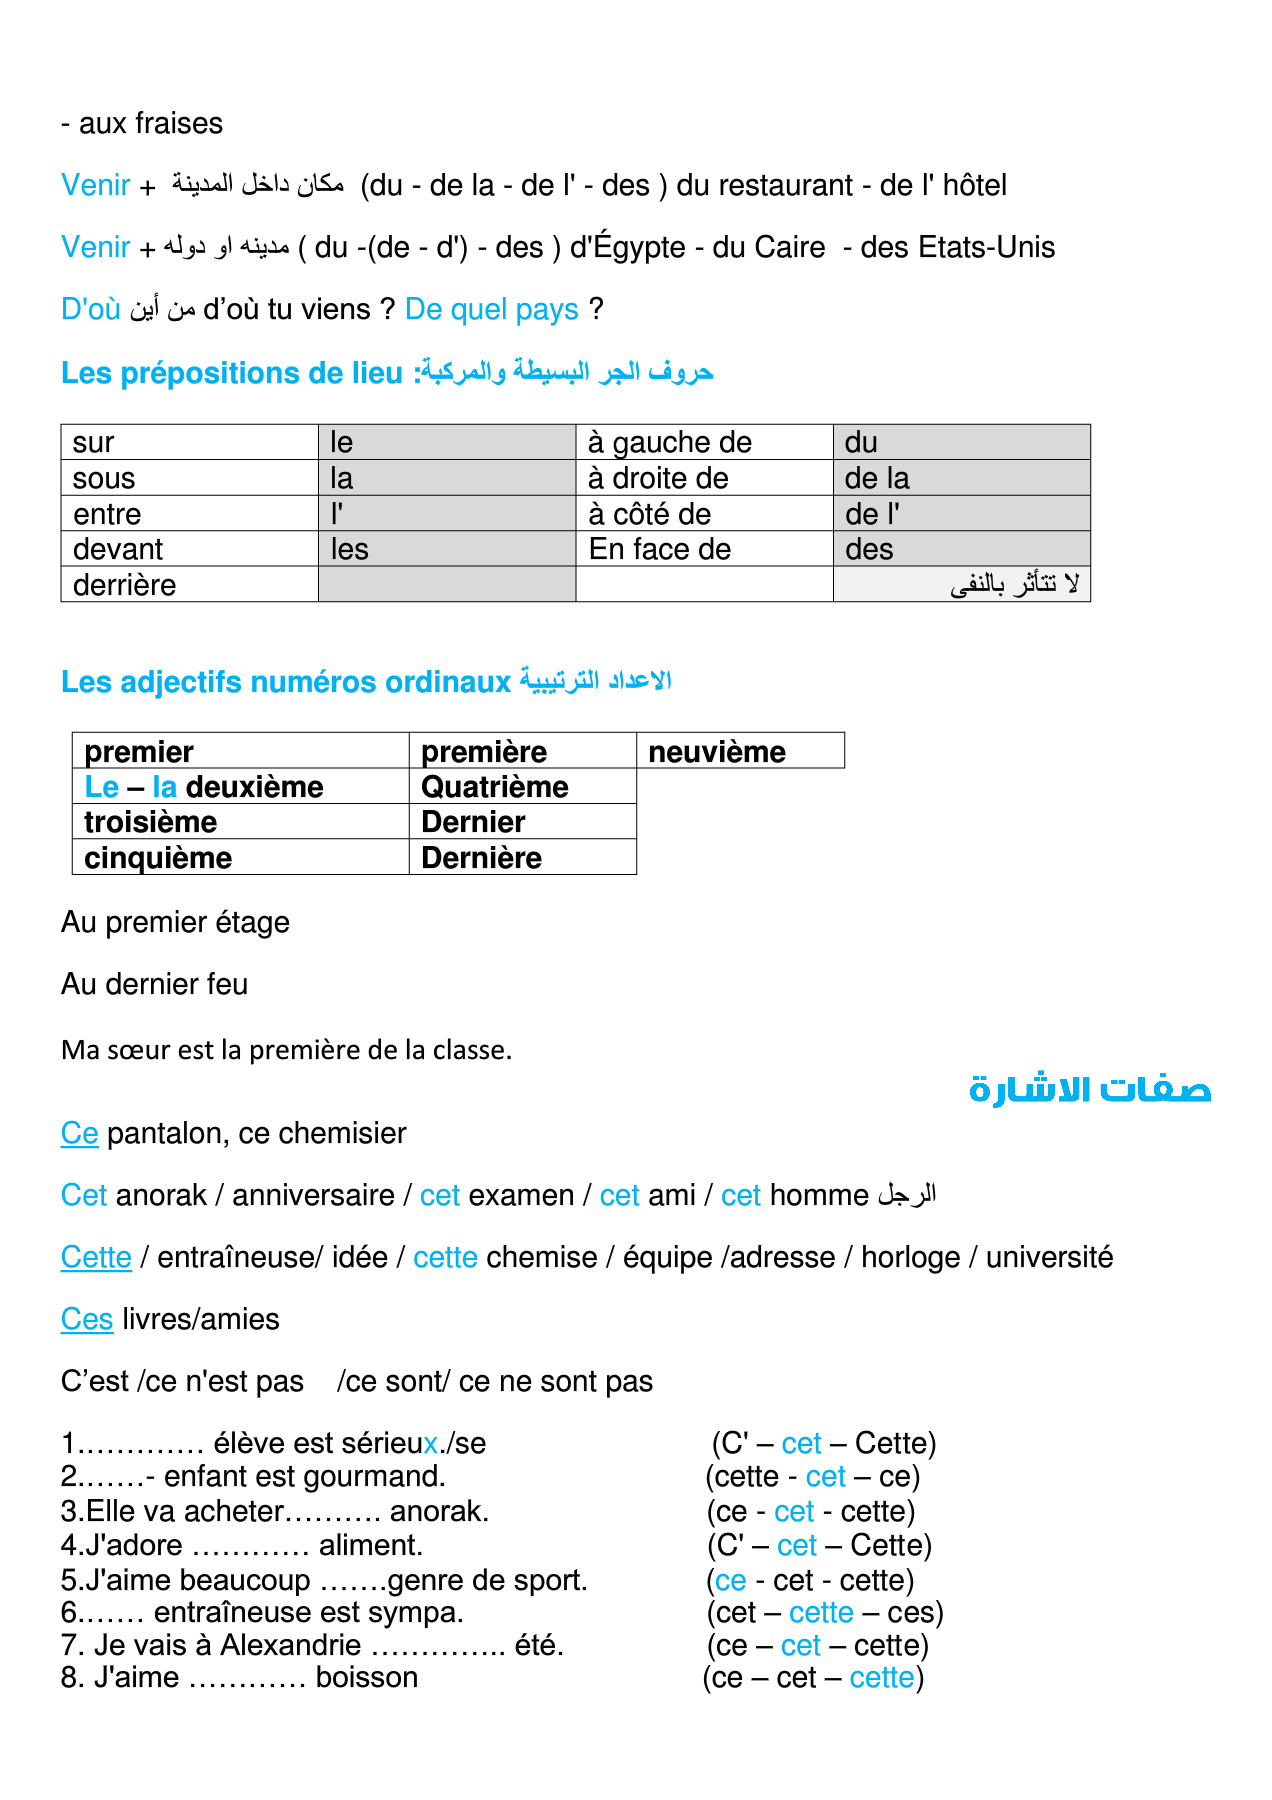 - aux fraises
Venir + مكان داخل المدينة (du - de la - de l' - des ) du restaurant - de l' hôtel
Venir + مدينه او دوله ( du -(de - d') - des ) d'Égypte - du Caire - des Etats-Unis
D'où من أين d’où tu viens ? De quel pays ?
Les prépositions de lieu :حروف الجر البسيطة والمركبة
sur le à gauche de du
sous la à droite de de la
entre l' à côté de de l'
devant les En face de des
derrière لا تتأثر بالنفى
Les adjectifs numéros ordinaux الاعداد الترتيبية
premier première neuvième
Le – la deuxième Quatrième
troisième Dernier
cinquième Dernière
Au premier étage
Au dernier feu
Ma sœur est la première de la classe.
صفات الاشارة
Ce pantalon, ce chemisier
Cet anorak / anniversaire / cet examen / cet ami / cet homme الرجل
Cette / entraîneuse/ idée / cette chemise / équipe /adresse / horloge / université
Ces livres/amies
C’est /ce n'est pas /ce sont/ ce ne sont pas
1.………… élève est sérieux./se (C' – cet – Cette)
2.……- enfant est gourmand. (cette - cet – ce)
3.Elle va acheter………. anorak. (ce - cet - cette)
4.J'adore ………… aliment. (C' – cet – Cette)
5.J'aime beaucoup …….genre de sport. (ce - cet - cette)
6.…… entraîneuse est sympa. (cet – cette – ces)
7. Je vais à Alexandrie ………….. été. (ce – cet – cette)
8. J'aime ………… boisson (ce – cet – cette)